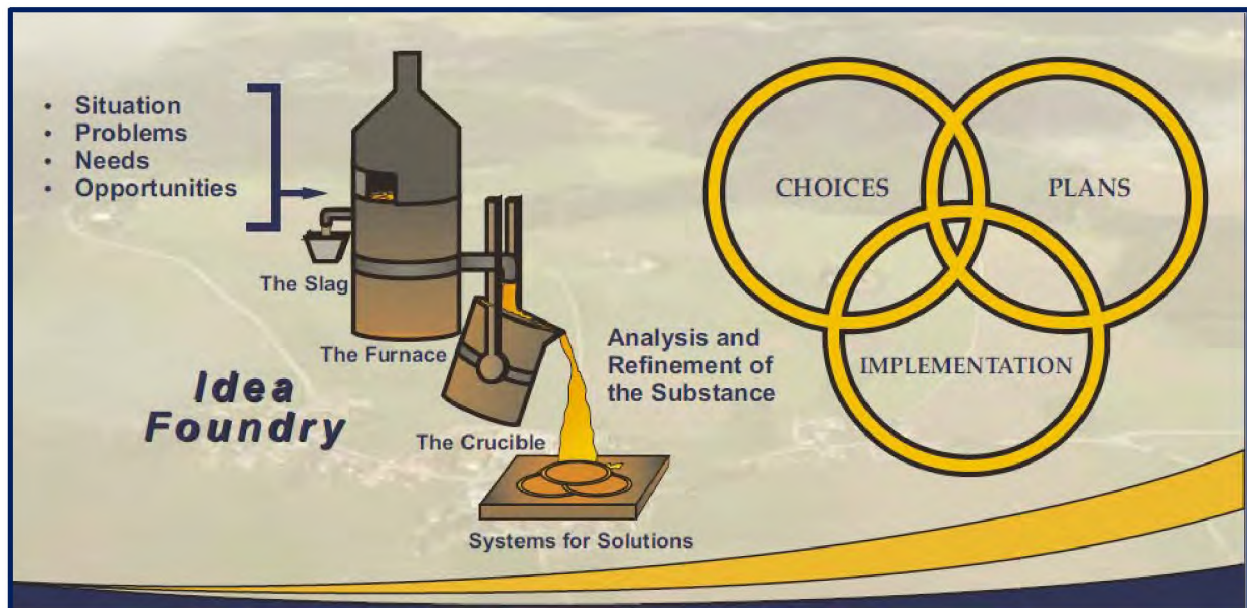 • Situation
• Problems
• Needs
• Opportunities
The Slag
The Furnace
Idea
Foundry
The Crucible
Analysis and
Refinement of
the Substance
Systems for Solutions
CHOICES
PLANS
IMPLEMENTATION